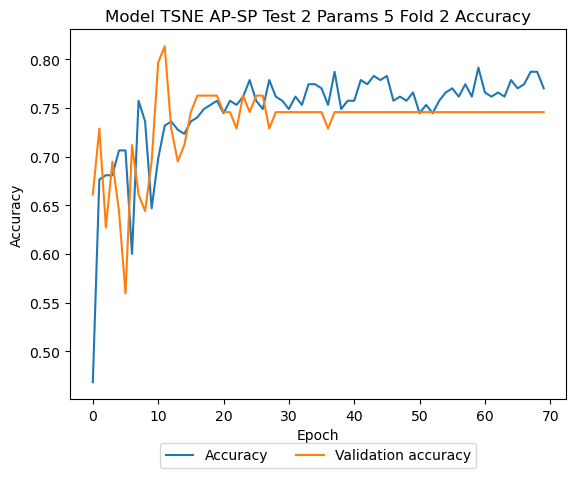 Model TSNE AP-SP Test 2 Params 5 Fold 2 Accuracy
0.80
0.75
0.70
0.65
0.60
0.55
0.50
Accuracy
0 10 20 30 40 50 60 70
Epoch
Accuracy Validation accuracy